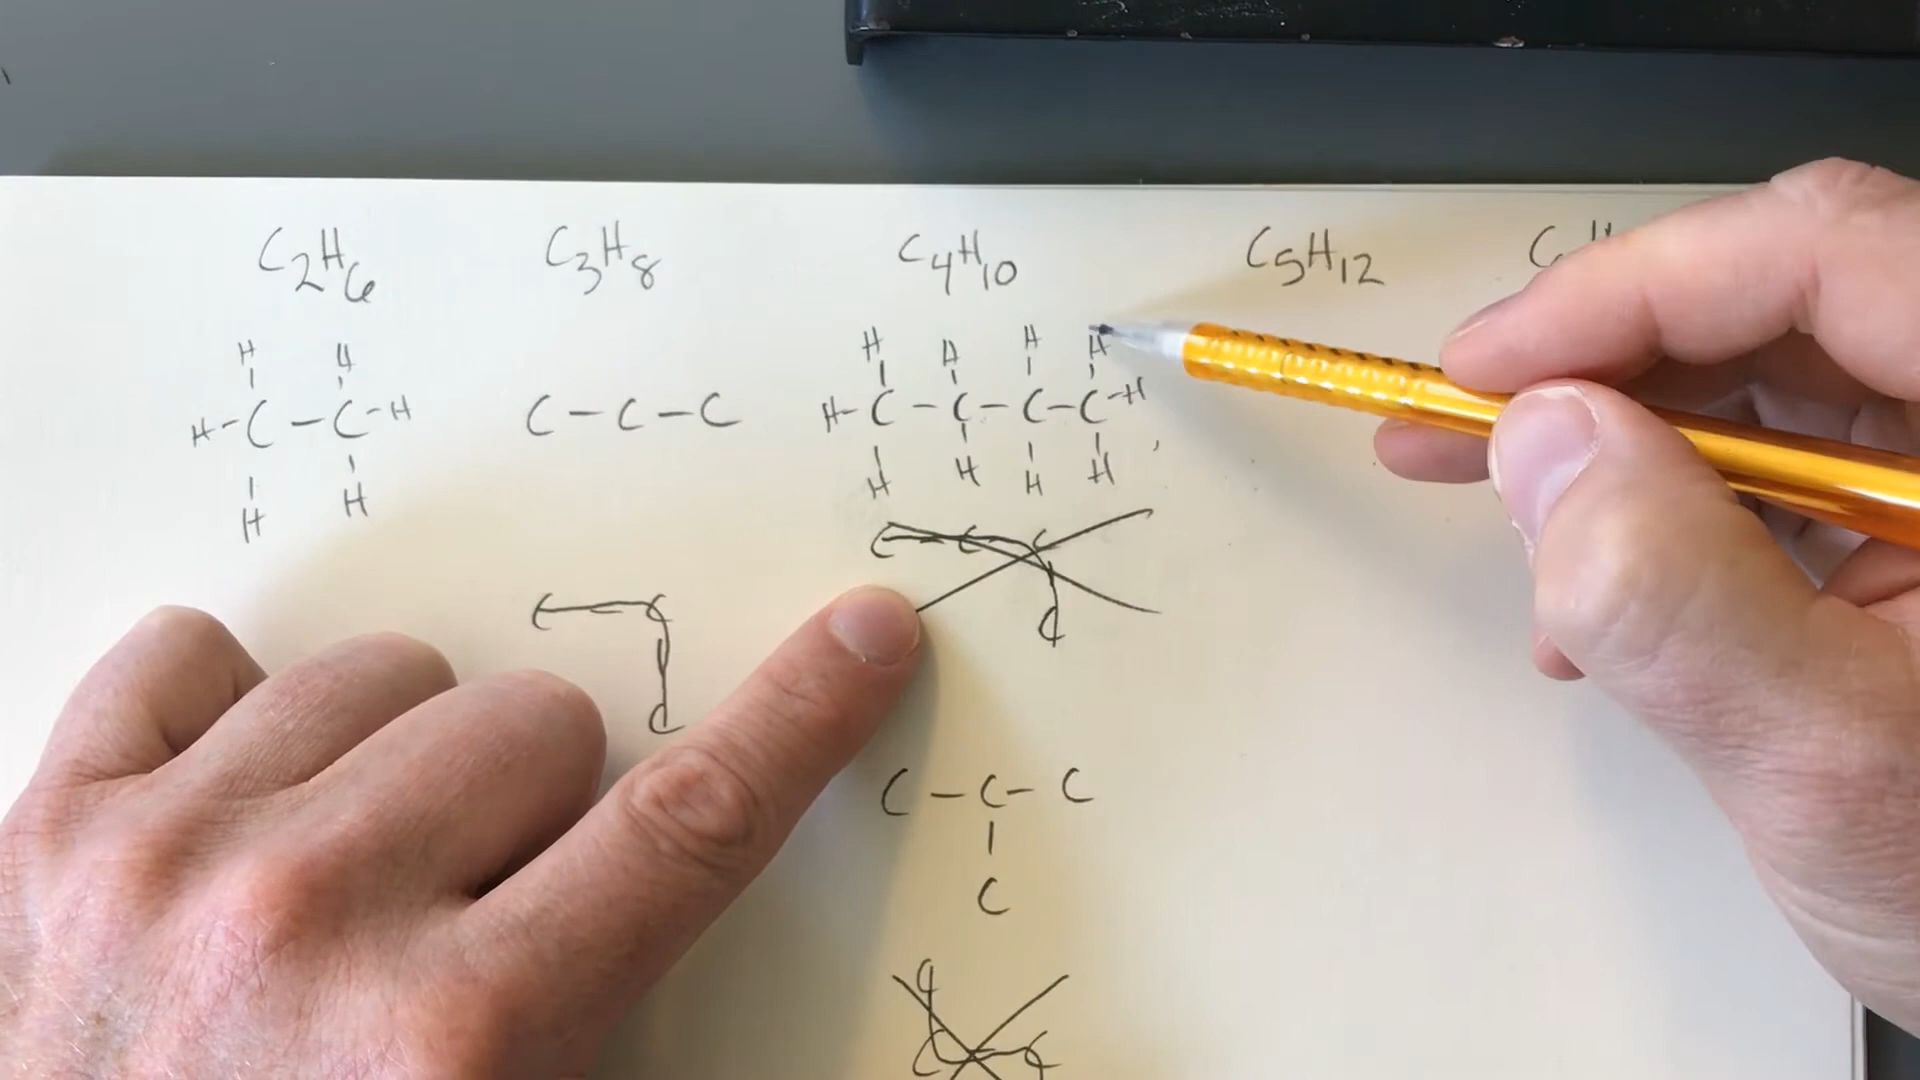 C2H6 C3H8 C4H10 C5H12
H H H H H H
H-C-C-H C-C-C H-C-C-C-C-H
H H H H H H
C C C
C C C
C
C-C-C
C
C
C C